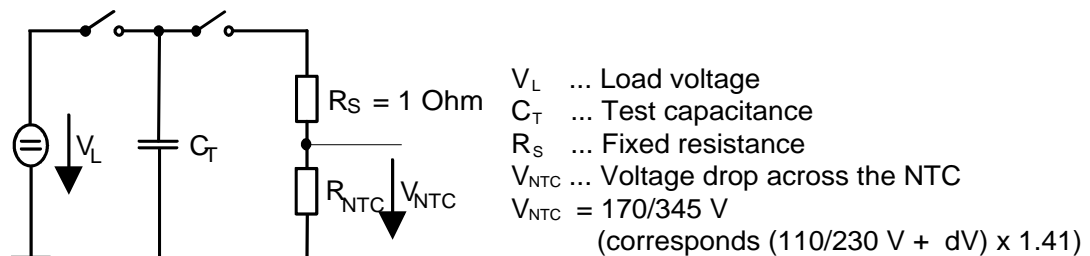 V_L ... Load voltage
R_S = 1 Ohm
C_T ... Test capacitance
V_L
C_T
R_S ... Fixed resistance
R_NTC
V_NTC
V_NTC ... Voltage drop across the NTC
V_NTC = 170/345 V
(corresponds (110/230 V + dV) x 1.41)